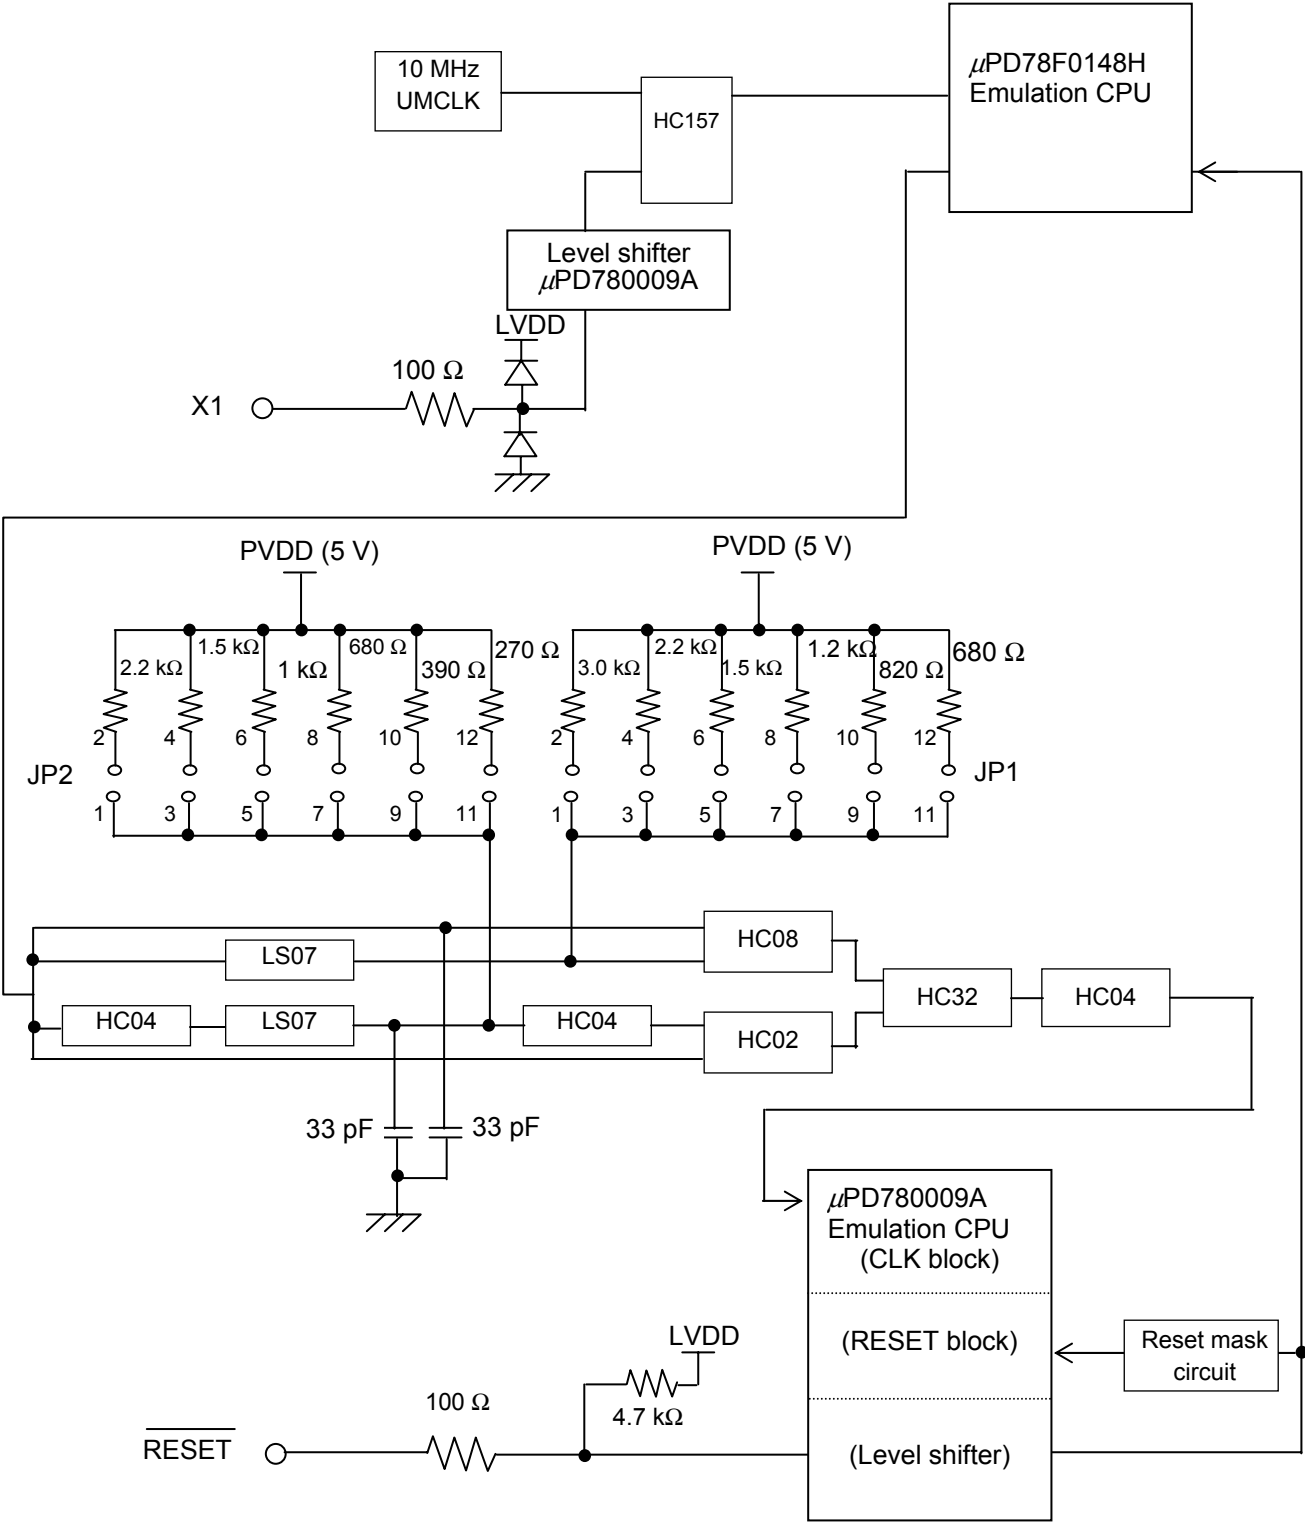 10 MHz
UMCLK
HC157
μPD78F0148H
Emulation CPU
Level shifter
μPD780009A
LVDD
100 Ω
X1
PVDD (5 V)
PVDD (5 V)
2.2 kΩ
1.5 kΩ
1 kΩ
680 Ω
390 Ω
270 Ω
3.0 kΩ
2.2 kΩ
1.5 kΩ
1.2 kΩ
820 Ω
680 Ω
2 4 6 8 10 12
2 4 6 8 10 12
JP2
JP1
1 3 5 7 9 11
1 3 5 7 9 11
HC08
LS07
HC32
HC04
HC04
LS07
HC04
HC02
33 pF
33 pF
μPD780009A
Emulation CPU
(CLK block)
(RESET block)
Reset mask
circuit
LVDD
4.7 kΩ
100 Ω
RESET
(Level shifter)